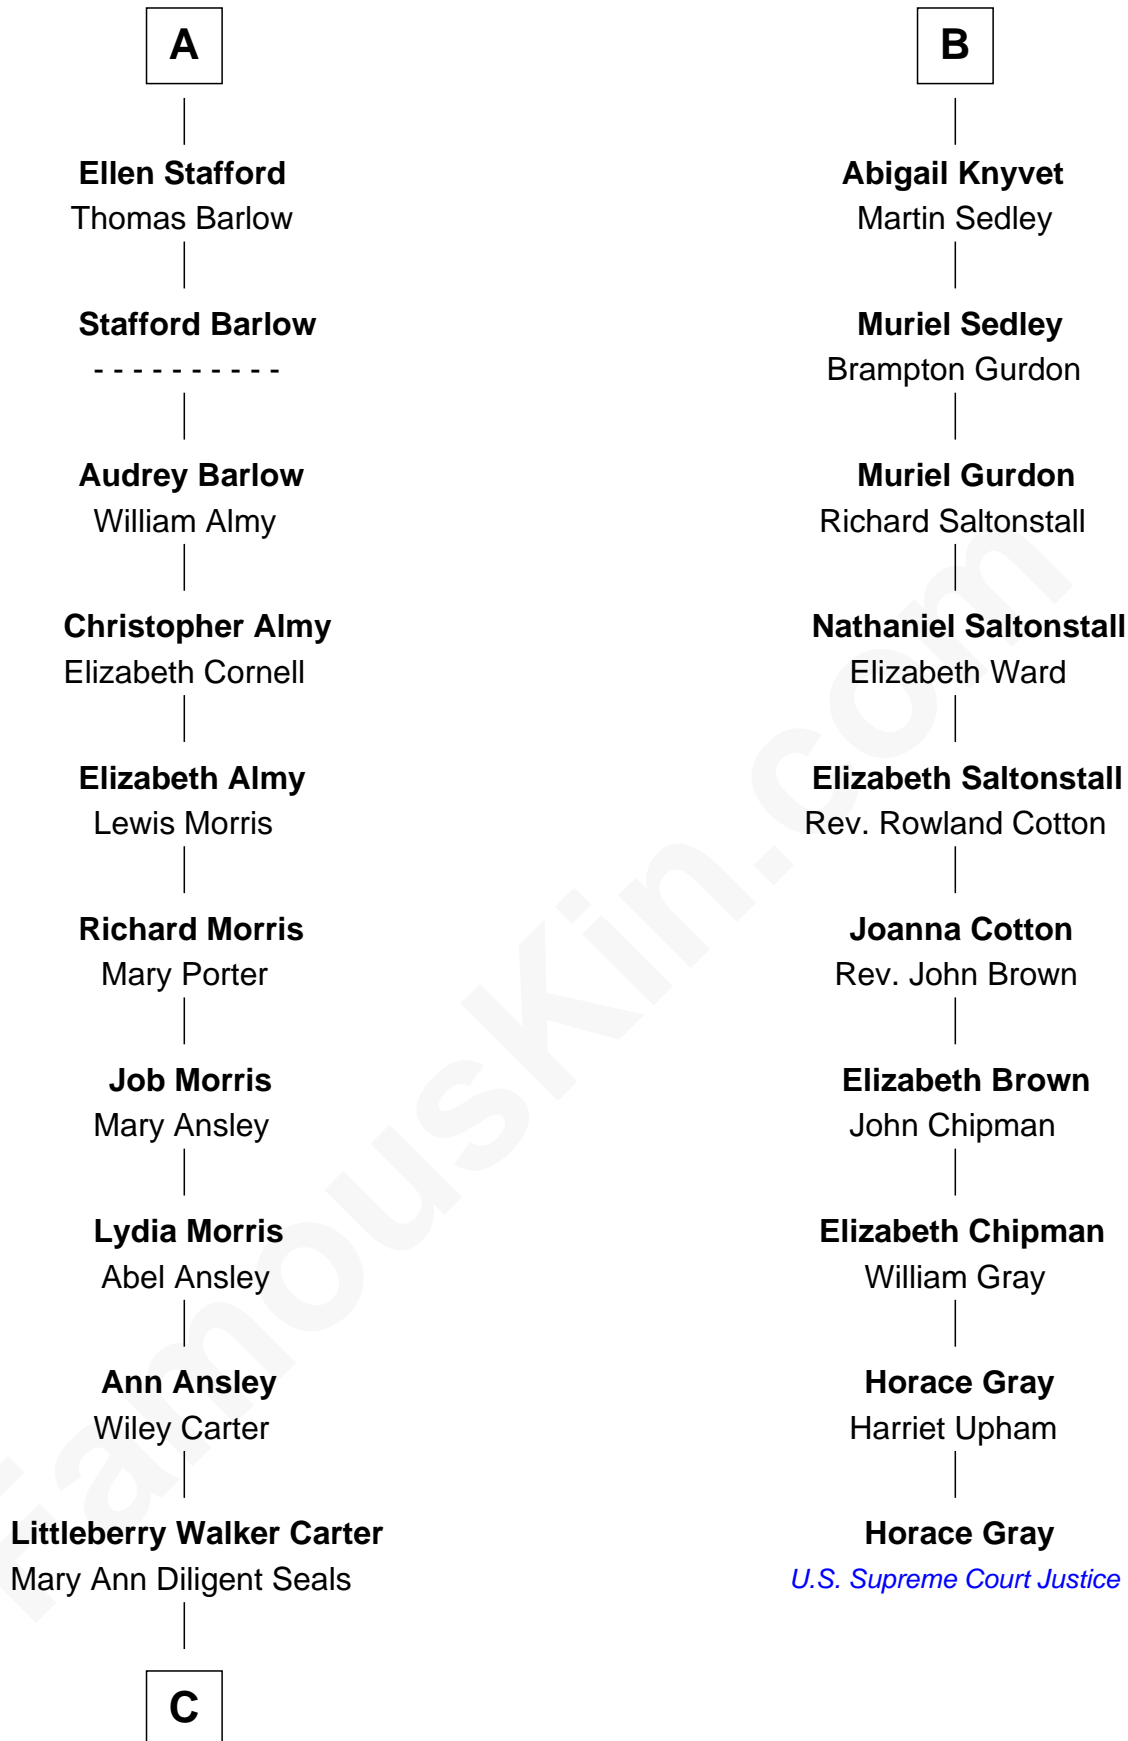 A
Ellen Stafford
Thomas Barlow
Stafford Barlow
- - - - - - - - - -
Audrey Barlow
William Almy
Christopher Almy
Elizabeth Cornell
Elizabeth Almy
Lewis Morris
Richard Morris
Mary Porter
Job Morris
Mary Ansley
Lydia Morris
Abel Ansley
Ann Ansley
Wiley Carter
Littleberry Walker Carter
Mary Ann Diligent Seals
C
B
Abigail Knyvet
Martin Sedley
Muriel Sedley
Brampton Gurdon
Muriel Gurdon
Richard Saltonstall
Nathaniel Saltonstall
Elizabeth Ward
Elizabeth Saltonstall
Rev. Rowland Cotton
Joanna Cotton
Rev. John Brown
Elizabeth Brown
John Chipman
Elizabeth Chipman
William Gray
Horace Gray
Harriet Upham
Horace Gray
U.S. Supreme Court Justice
FamousKin.com